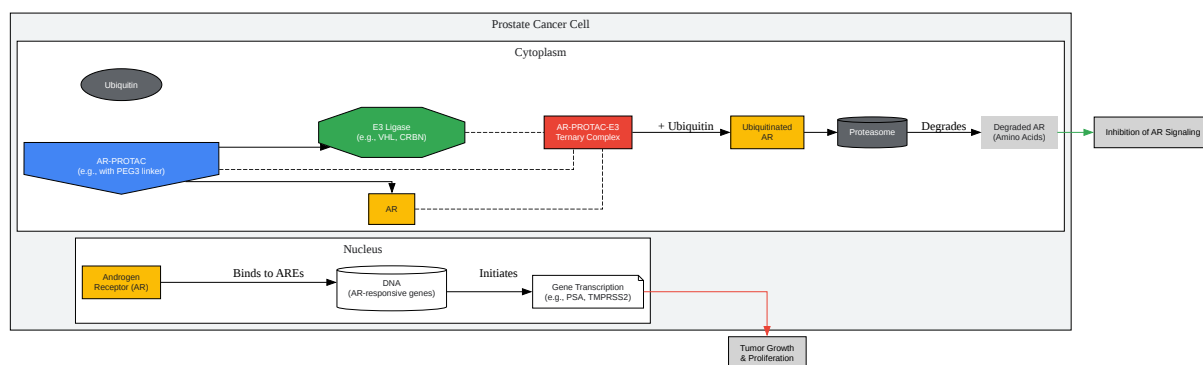 Prostate Cancer Cell
Cytoplasm
Ubiquitin
E3 Ligase
(e.g., VHL, CRBN)
AR-PROTAC-E3
Ternary Complex
+ Ubiquitin
Ubiquitinated
AR
Proteasome
Degrades
Degraded AR
(Amino Acids)
Inhibition of AR Signaling
AR-PROTAC
(e.g., with PEG3 linker)
AR
Nucleus
Androgen
Receptor (AR)
Binds to AREs
DNA
(AR-responsive genes)
Initiates
Gene Transcription
(e.g., PSA, TMPRSS2)
Tumor Growth
& Proliferation